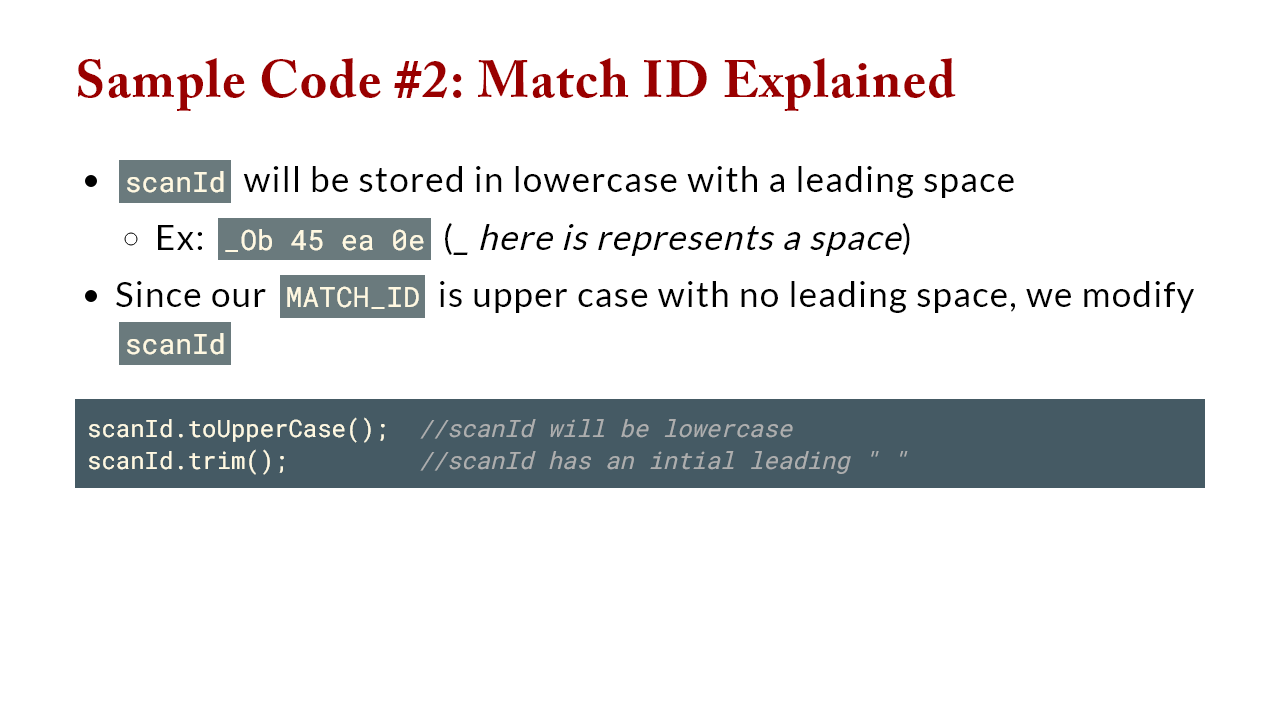 Sample Code #2: Match ID Explained
• scanId will be stored in lowercase with a leading space
○ Ex: _Ob 45 ea 0e (_ here is represents a space)
• Since our MATCH_ID is upper case with no leading space, we modify
scanId
scanId.toUpperCase();  //scanId will be lowercase
scanId.trim();         //scanId has an intial leading " "